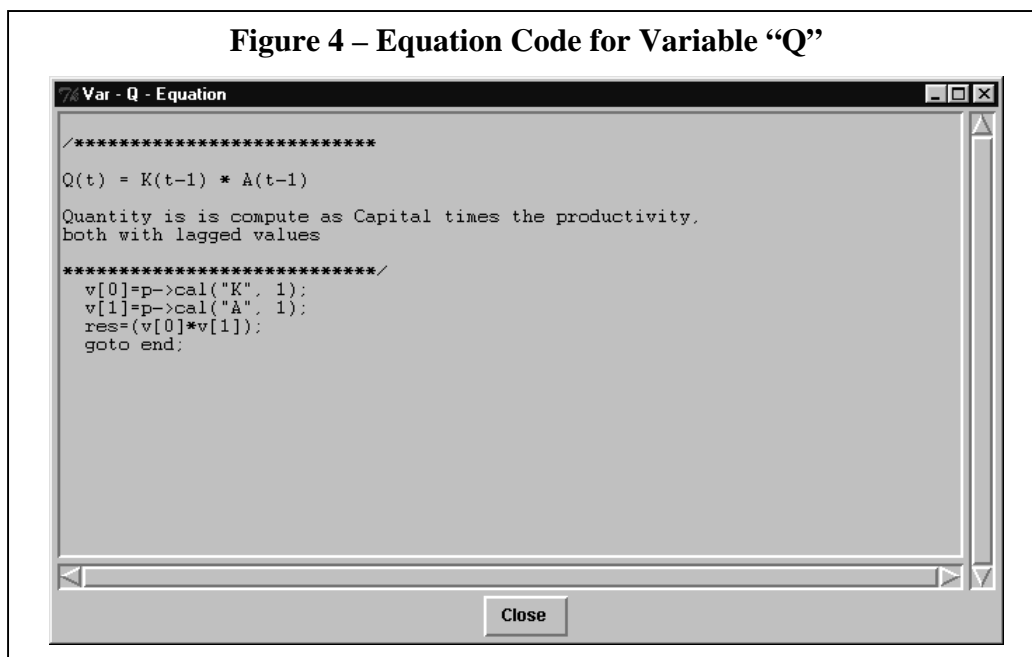 Figure 4 – Equation Code for Variable “Q”
Var - Q - Equation
/***************************
Q(t) = K(t-1) * A(t-1)
Quantity is is compute as Capital times the productivity,
both with lagged values
****************************/
v[0]=p->cal("K", 1);
v[1]=p->cal("A", 1);
res=(v[0]*v[1]);
goto end;
Close